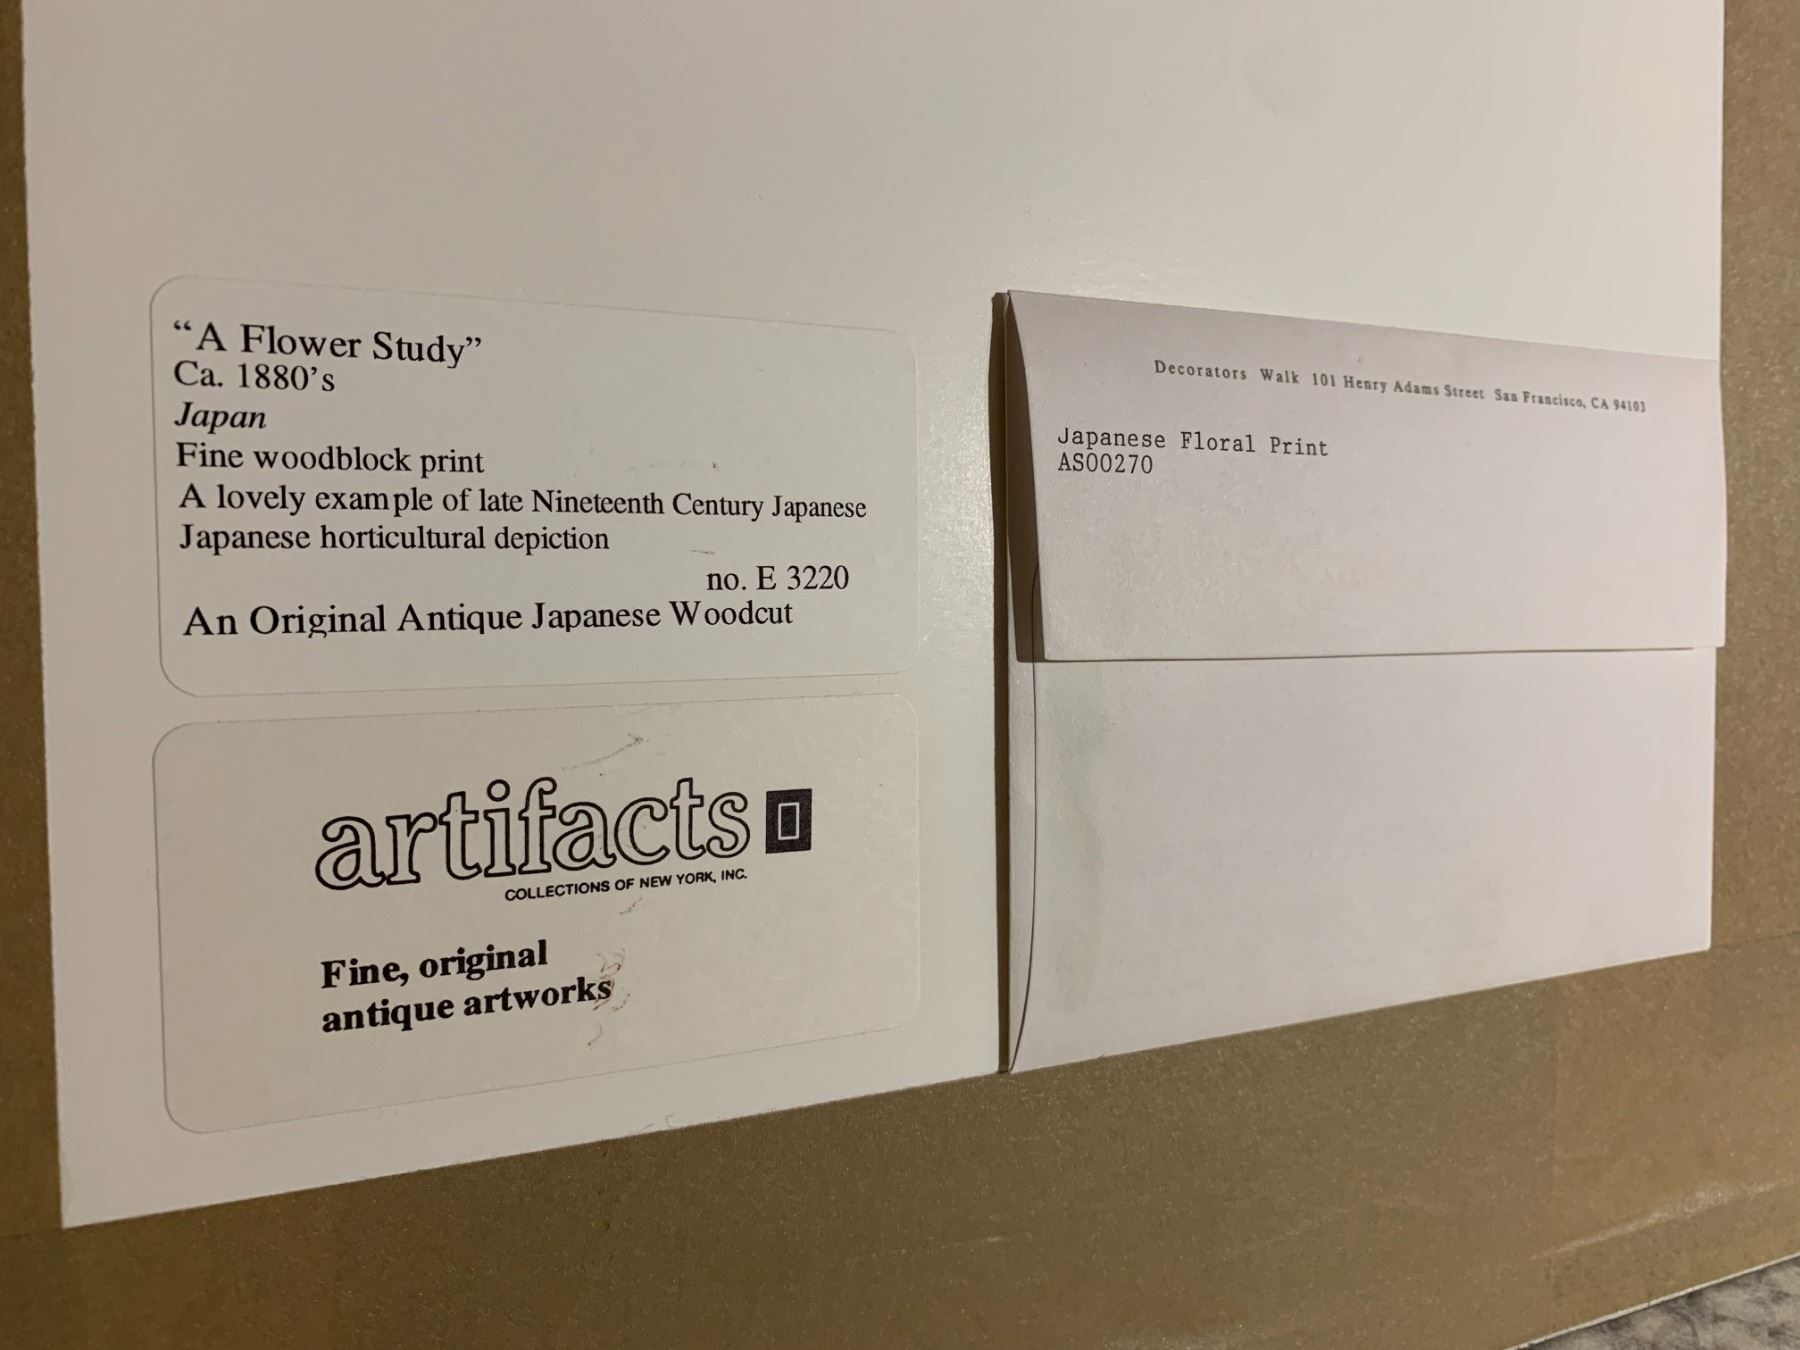 “A Flower Study”
Ca. 1880’s
Japan
Fine woodblock print
A lovely example of late Nineteenth Century Japanese
Japanese horticultural depiction
no. E 3220
An Original Antique Japanese Woodcut
artifacts
COLLECTIONS OF NEW YORK, INC.
Fine, original
antique artworks
Decorators Walk 101 Henry Adams Street San Francisco, CA 94103
Japanese Floral Print
AS00270